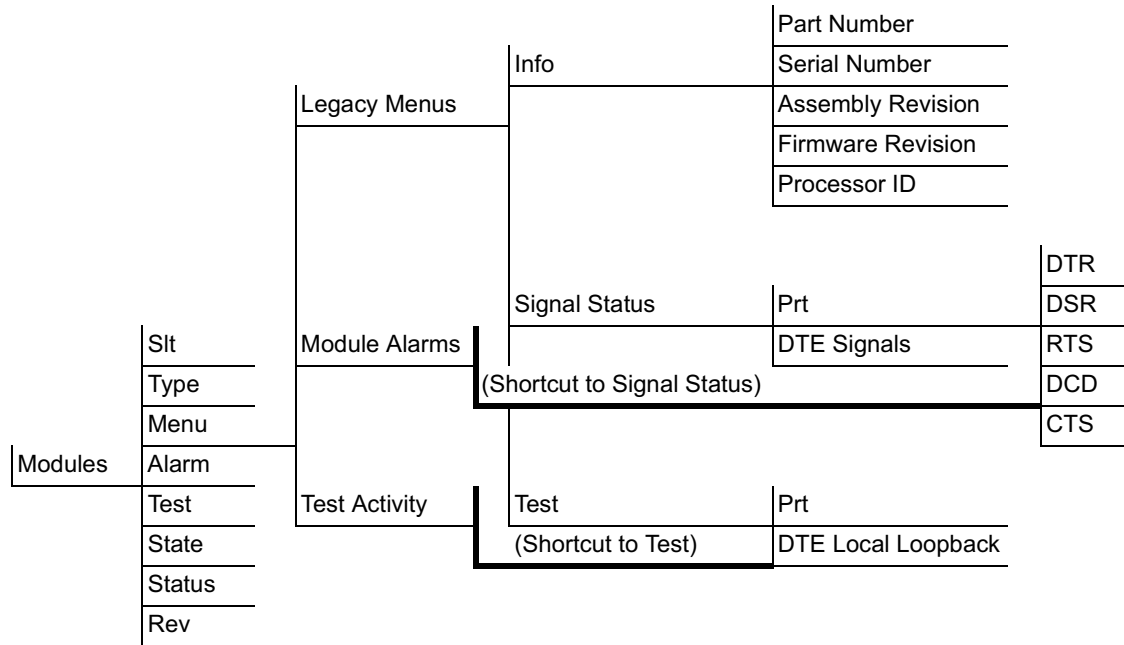 Part Number
Info
Serial Number
Legacy Menus
Assembly Revision
Firmware Revision
Processor ID
DTR
Signal Status
Prt
DSR
Slt
Module Alarms
DTE Signals
RTS
Type
(Shortcut to Signal Status)
DCD
Menu
CTS
Modules
Alarm
Test
Test Activity
Test
Prt
State
(Shortcut to Test)
DTE Local Loopback
Status
Rev